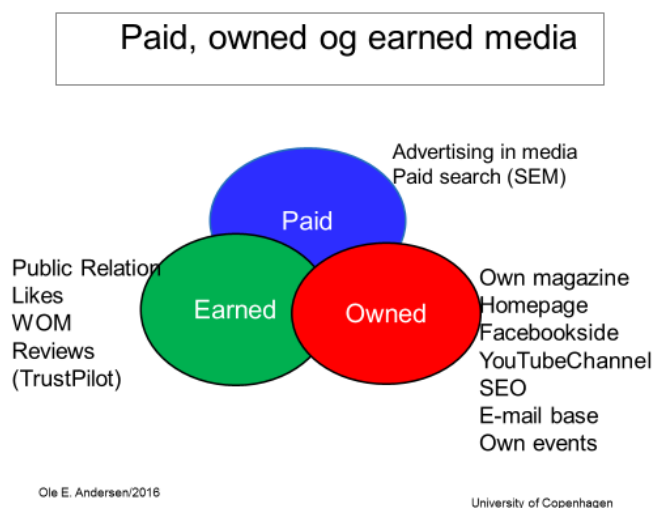 Paid, owned og earned media
Advertising in media
Paid search (SEM)
Paid
Public Relation
Likes
WOM
Reviews
(TrustPilot)
Earned
Owned
Own magazine
Homepage
Facebookside
YouTubeChannel
SEO
E-mail base
Own events
Ole E. Andersen/2016
University of Copenhagen